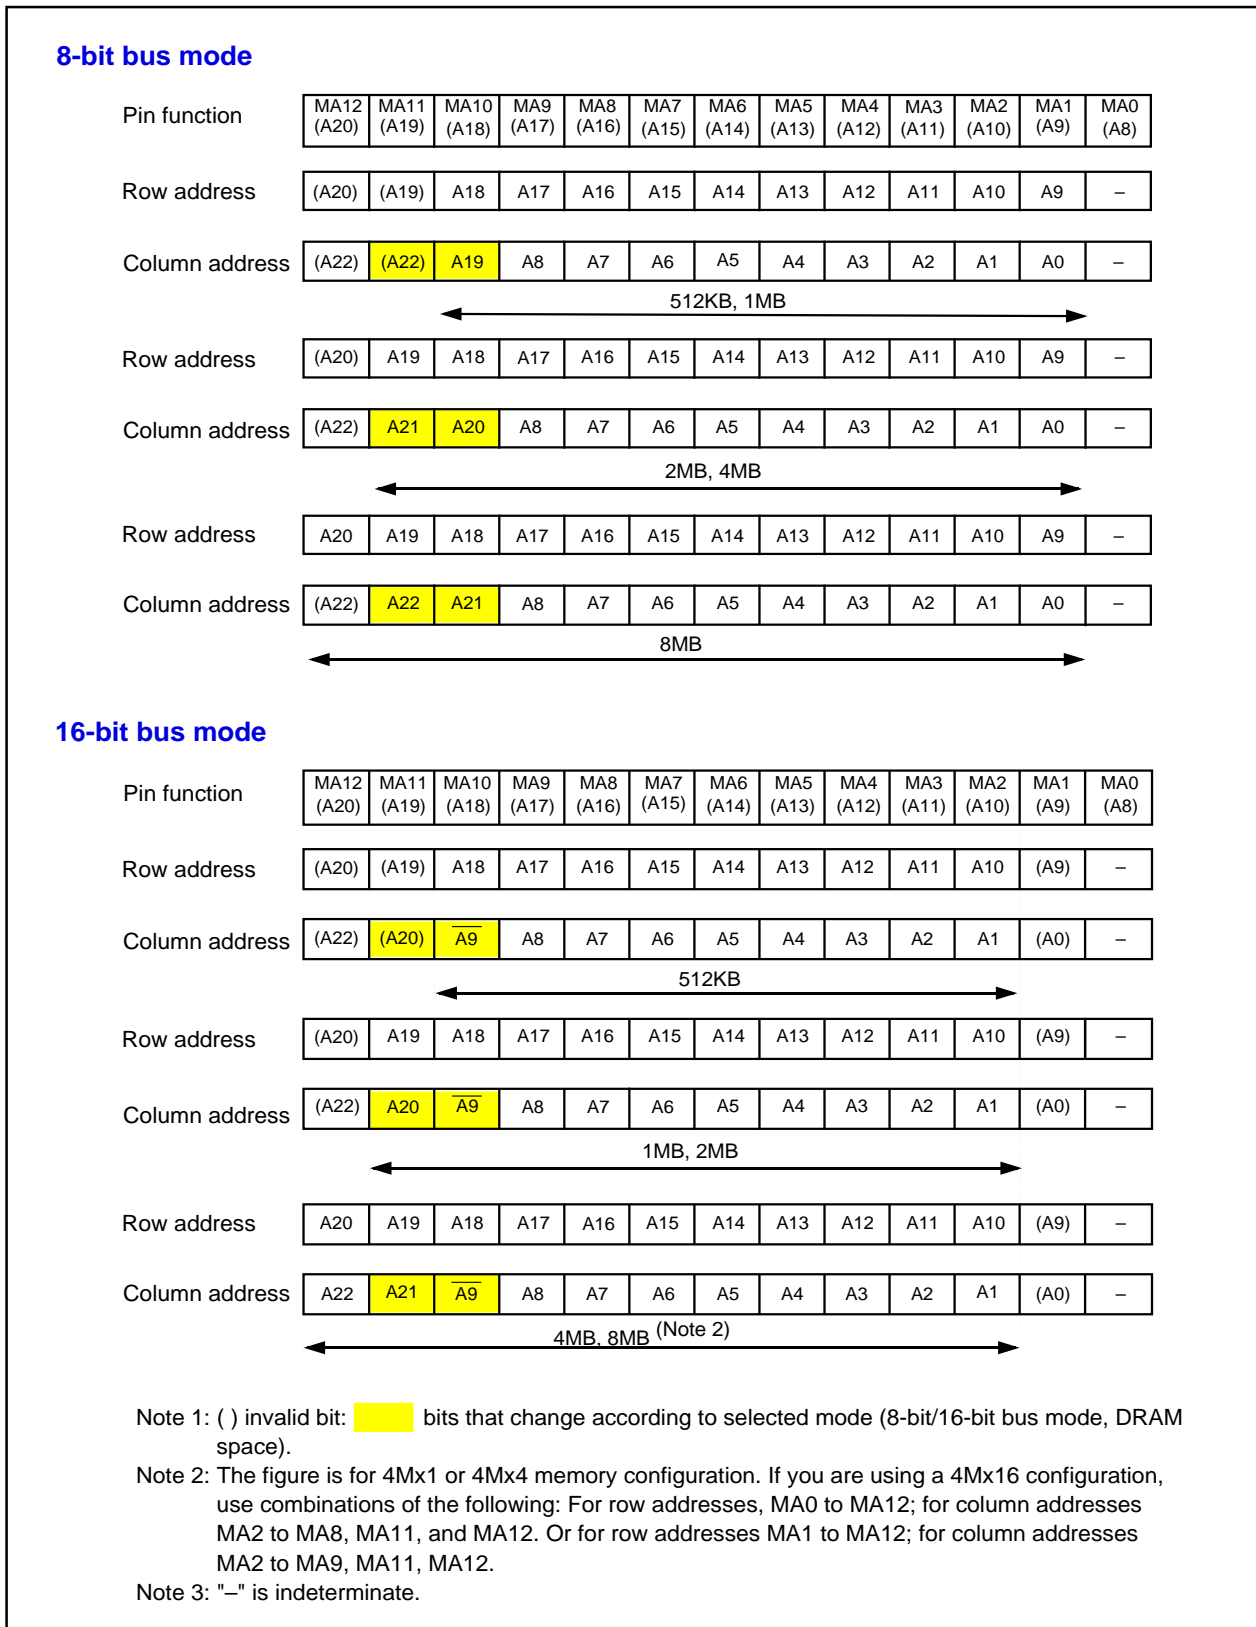 8-bit bus mode
Pin function MA12 MA11 MA10 MA9 MA8 MA7 MA6 MA5 MA4 MA3 MA2 MA1 MA0
(A20) (A19) (A18) (A17) (A16) (A15) (A14) (A13) (A12) (A11) (A10) (A9) (A8)
Row address (A20) (A19) A18 A17 A16 A15 A14 A13 A12 A11 A10 A9 –
Column address (A22) (A22) A19 A8 A7 A6 A5 A4 A3 A2 A1 A0 –
512KB, 1MB
Row address (A20) A19 A18 A17 A16 A15 A14 A13 A12 A11 A10 A9 –
Column address (A22) A21 A20 A8 A7 A6 A5 A4 A3 A2 A1 A0 –
2MB, 4MB
Row address A20 A19 A18 A17 A16 A15 A14 A13 A12 A11 A10 A9 –
Column address (A22) A22 A21 A8 A7 A6 A5 A4 A3 A2 A1 A0 –
8MB
16-bit bus mode
Pin function MA12 MA11 MA10 MA9 MA8 MA7 MA6 MA5 MA4 MA3 MA2 MA1 MA0
(A20) (A19) (A18) (A17) (A16) (A15) (A14) (A13) (A12) (A11) (A10) (A9) (A8)
Row address (A20) (A19) A18 A17 A16 A15 A14 A13 A12 A11 A10 (A9) –
Column address (A22) (A20) A̅9̅ A8 A7 A6 A5 A4 A3 A2 A1 (A0) –
512KB
Row address (A20) A19 A18 A17 A16 A15 A14 A13 A12 A11 A10 (A9) –
Column address (A22) A20 A̅9̅ A8 A7 A6 A5 A4 A3 A2 A1 (A0) –
1MB, 2MB
Row address A20 A19 A18 A17 A16 A15 A14 A13 A12 A11 A10 (A9) –
Column address A22 A21 A̅9̅ A8 A7 A6 A5 A4 A3 A2 A1 (A0) –
4MB, 8MB (Note 2)
Note 1: ( ) invalid bit: bits that change according to selected mode (8-bit/16-bit bus mode, DRAM
space).
Note 2: The figure is for 4Mx1 or 4Mx4 memory configuration. If you are using a 4Mx16 configuration,
use combinations of the following: For row addresses, MA0 to MA12; for column addresses
MA2 to MA8, MA11, and MA12. Or for row addresses MA1 to MA12; for column addresses
MA2 to MA9, MA11, MA12.
Note 3: "–" is indeterminate.